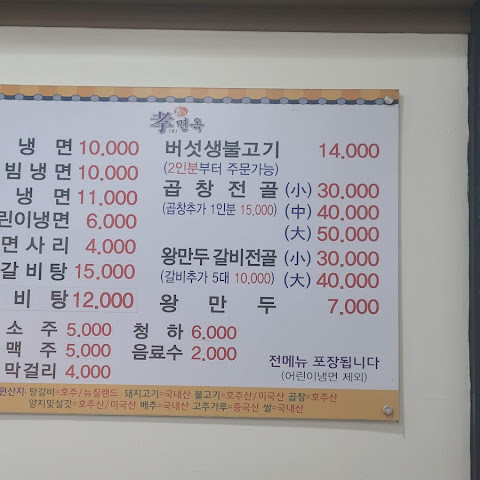 孝면옥
냉 면 10,000
빔 냉 면 10,000
냉 면 11,000
린이냉면 6,000
면 사 리 4,000
갈 비 탕 15,000
비 탕 12,000
소 주 5,000
맥 주 5,000
막걸리 4,000
청 하 6,000
음료수 2,000
버섯생불고기 14,000
(2인분부터 주문가능)
곱 창 전 골 (小) 30,000
(곱창추가 1인분 15,000) (中) 40,000
(大) 50,000
왕만두 갈비전골 (小) 30,000
(갈비추가 5대 10,000) (大) 40,000
왕 만 두 7,000
전메뉴 포장됩니다
(어린이냉면 제외)
원산지: 탕갈비=호주/뉴질랜드 돼지고기=국내산 불고기=호주산/미국산 곱창=호주산
양지및설깃=호주산/미국산 배추=국내산 고추가루=중국산 쌀=국내산